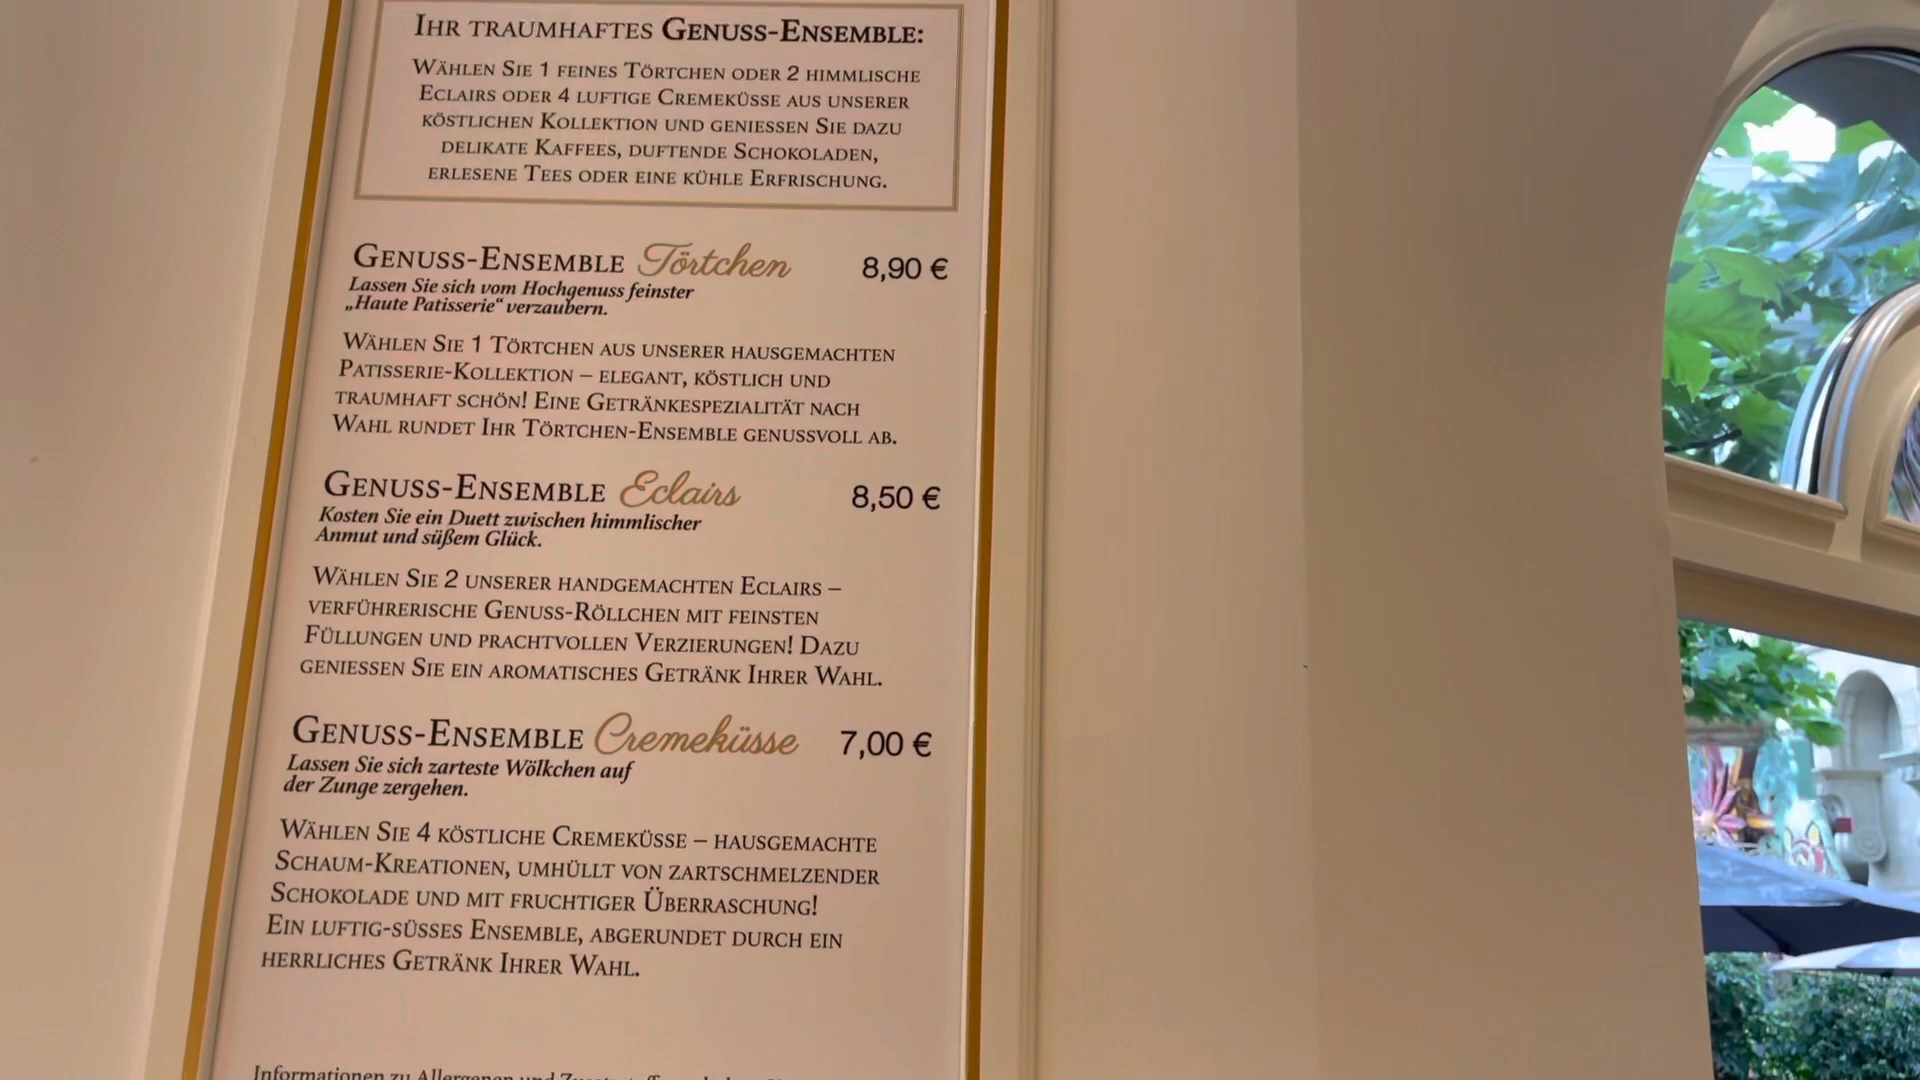 Ihr traumhaftes Genuss-Ensemble:
Wählen Sie 1 feines Törtchen oder 2 himmlische
Eclairs oder 4 luftige Cremeküsse aus unserer
köstlichen Kollektion und geniessen Sie dazu
delikate Kaffees, duftende Schokoladen,
erlesene Tees oder eine kühle Erfrischung.
Genuss-Ensemble Törtchen 8,90 €
Lassen Sie sich vom Hochgenuss feinster
„Haute Patisserie“ verzaubern.
Wählen Sie 1 Törtchen aus unserer hausgemachten
Patisserie-Kollektion – elegant, köstlich und
traumhaft schön! Eine Getränkespezialität nach
Wahl rundet Ihr Törtchen-Ensemble genussvoll ab.
Genuss-Ensemble Eclairs 8,50 €
Kosten Sie ein Duett zwischen himmlischer
Anmut und süßem Glück.
Wählen Sie 2 unserer handgemachten Eclairs –
verführerische Genuss-Röllchen mit feinsten
Füllungen und prachtvollen Verzierungen! Dazu
geniessen Sie ein aromatisches Getränk Ihrer Wahl.
Genuss-Ensemble Cremeküsse 7,00 €
Lassen Sie sich zarteste Wölkchen auf
der Zunge zergehen.
Wählen Sie 4 köstliche Cremeküsse – hausgemachte
Schaum-Kreationen, umhüllt von zartschmelzender
Schokolade und mit fruchtiger Überraschung!
Ein luftig-süsses Ensemble, abgerundet durch ein
herrliches Getränk Ihrer Wahl.
Informationen zu Allergenen und